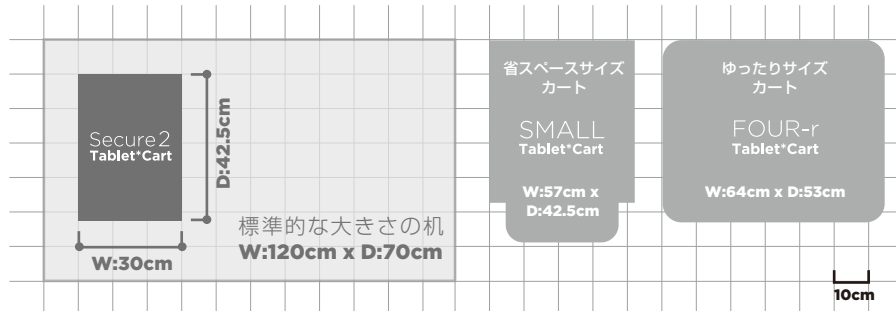 Secure2
Tablet*Cart
D:42.5cm
W:30cm
標準的な大きさの机
W:120cm x D:70cm
省スペースサイズ
カート
SMALL
Tablet*Cart
W:57cm x
D:42.5cm
ゆったりサイズ
カート
FOUR-r
Tablet*Cart
W:64cm x D:53cm
10cm